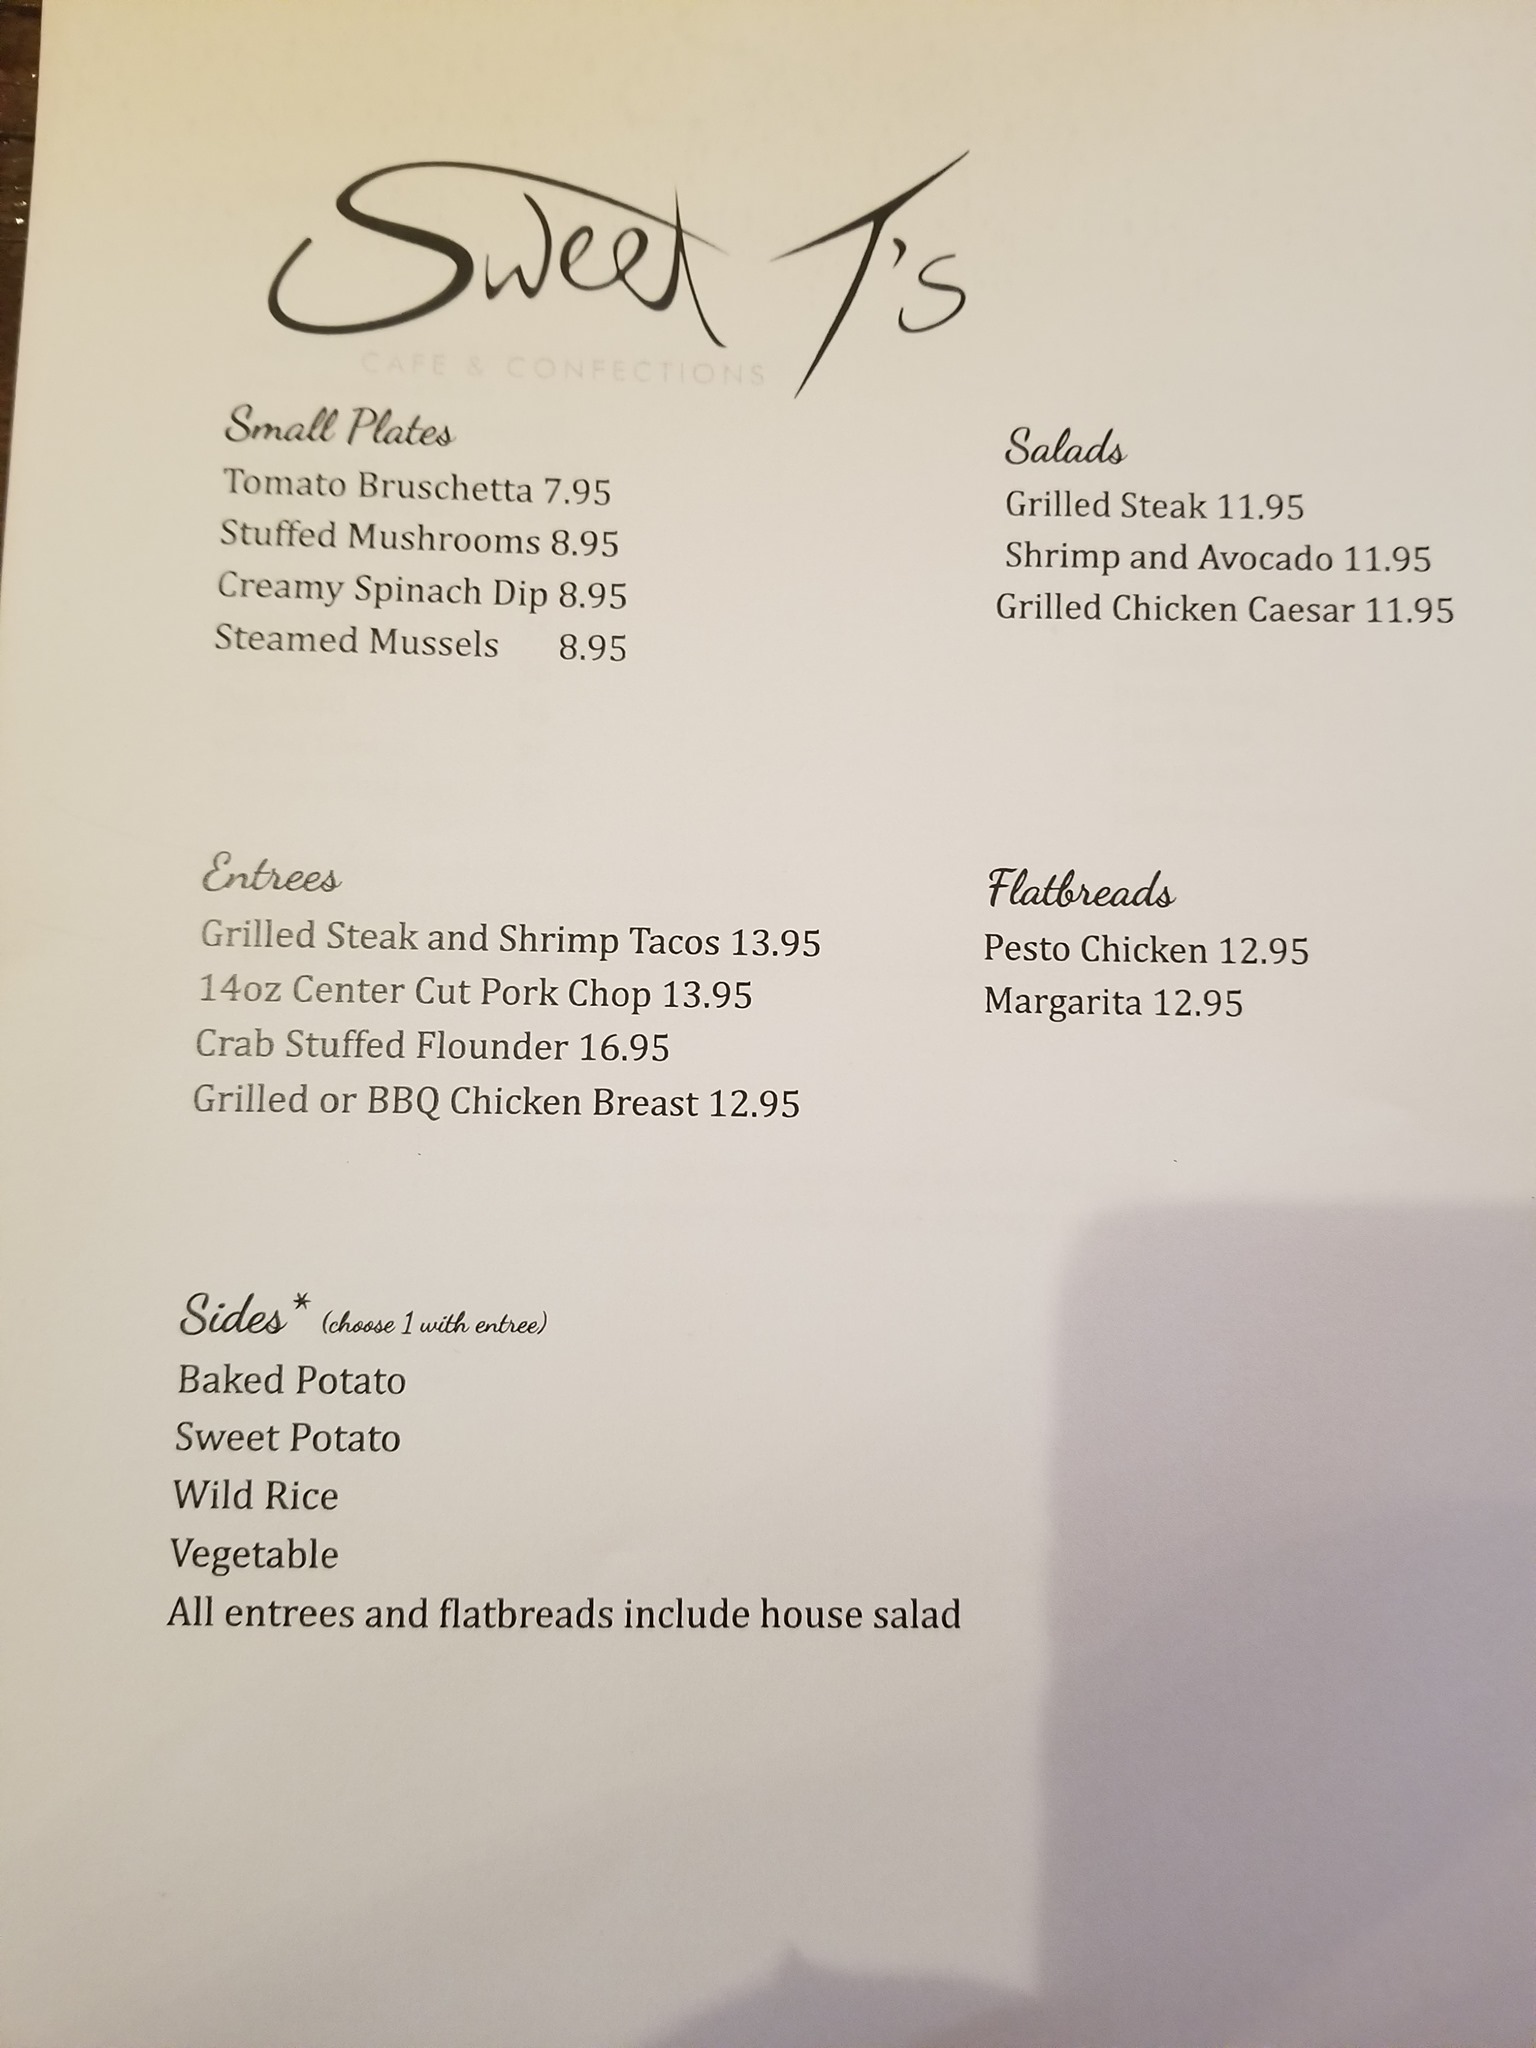 Sweet T's
CAFE & CONFECTIONS
Small Plates
Tomato Bruschetta 7.95
Stuffed Mushrooms 8.95
Creamy Spinach Dip 8.95
Steamed Mussels 8.95
Salads
Grilled Steak 11.95
Shrimp and Avocado 11.95
Grilled Chicken Caesar 11.95
Entrees
Grilled Steak and Shrimp Tacos 13.95
14oz Center Cut Pork Chop 13.95
Crab Stuffed Flounder 16.95
Grilled or BBQ Chicken Breast 12.95
Flatbreads
Pesto Chicken 12.95
Margarita 12.95
Sides* (choose 1 with entree)
Baked Potato
Sweet Potato
Wild Rice
Vegetable
All entrees and flatbreads include house salad